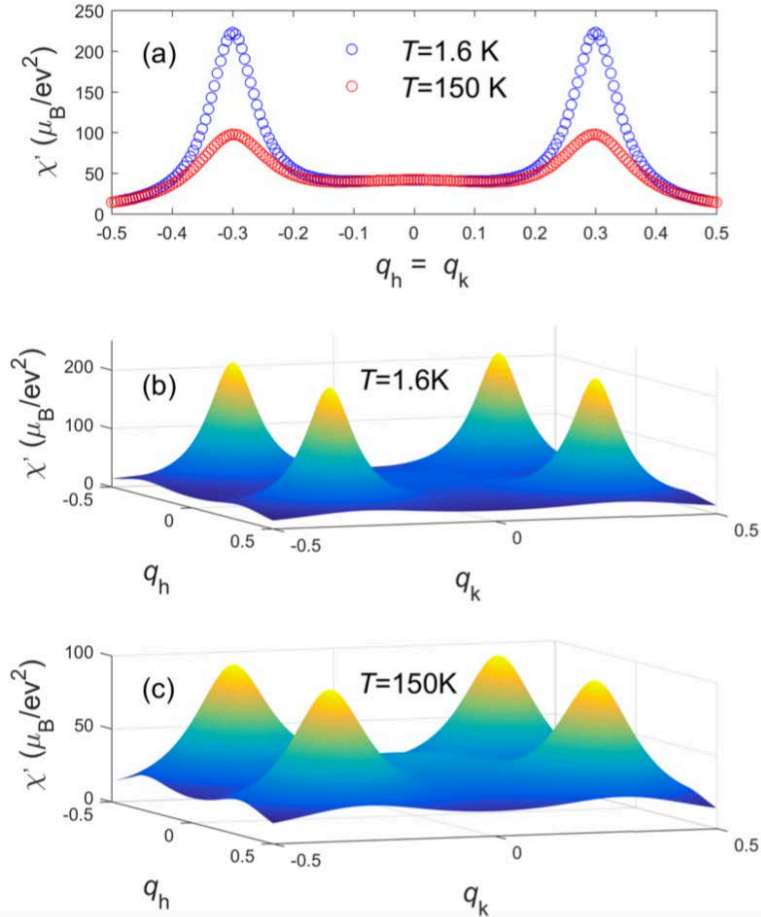 250
200
150
100
50
0
χ' (μB/ev²)
(a)
T=1.6 K
T=150 K
-0.5 -0.4 -0.3 -0.2 -0.1 0 0.1 0.2 0.3 0.4 0.5
qh = qk
200
100
0
χ' (μB/ev²)
(b)
T=1.6K
-0.5
0
0.5
qh
-0.5
0
0.5
qk
100
50
0
χ' (μB/ev²)
(c)
T=150K
-0.5
0
0.5
qh
-0.5
0
0.5
qk